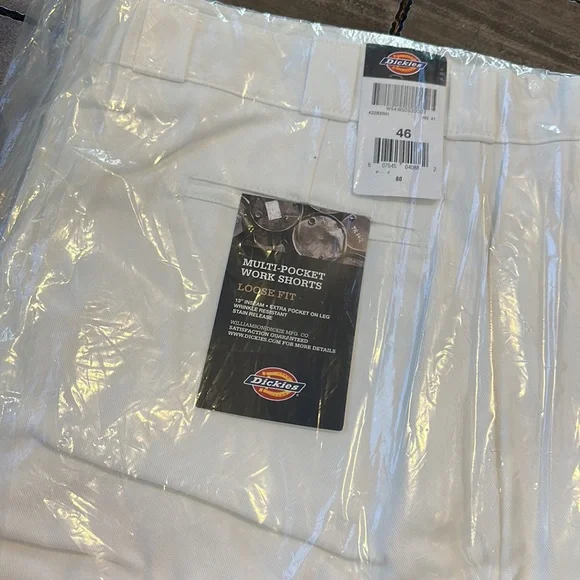 Dickies
46
86
MULTI-POCKET
WORK SHORTS
LOOSE FIT
13" INSEAM • EXTRA POCKET ON LEG
WRINKLE RESISTANT
STAIN RELEASE
WILLIAMSON-DICKIE MFG. CO
SATISFACTION GUARANTEED
WWW.DICKIES.COM FOR MORE DETAILS
Dickies